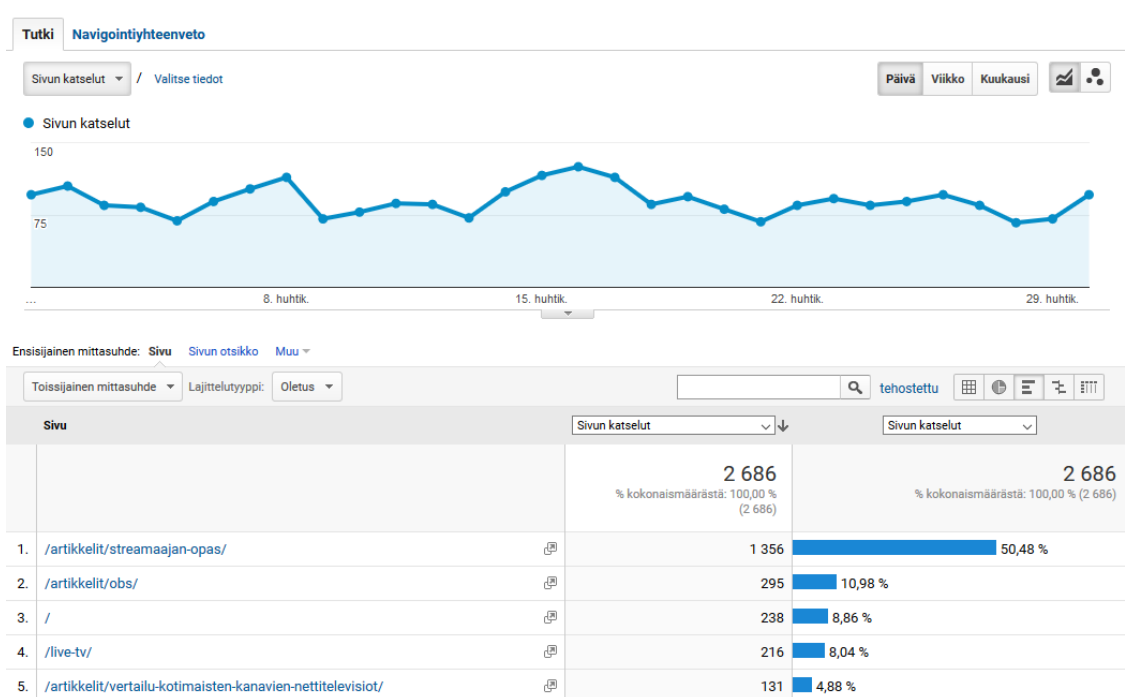 Tutki Navigointiyhteenveto
Sivun katselut / Valitse tiedot Päivä Viikko Kuukausi
Sivun katselut
150
75
... 8. huhtik. 15. huhtik. 22. huhtik. 29. huhtik.
Ensisijainen mittasuhde: Sivu Sivun otsikko Muu
Toissijainen mittasuhde Lajittelutyyppi: Oletus tehostettu
Sivu Sivun katselut Sivun katselut
2 686 2 686
% kokonaismäärästä: 100,00 % % kokonaismäärästä: 100,00 % (2 686)
(2 686)
1. /artikkelit/streamaajan-opas/ 1 356 50,48 %
2. /artikkelit/obs/ 295 10,98 %
3. / 238 8,86 %
4. /live-tv/ 216 8,04 %
5. /artikkelit/vertailu-kotimaisten-kanavien-nettitelevisiot/ 131 4,88 %